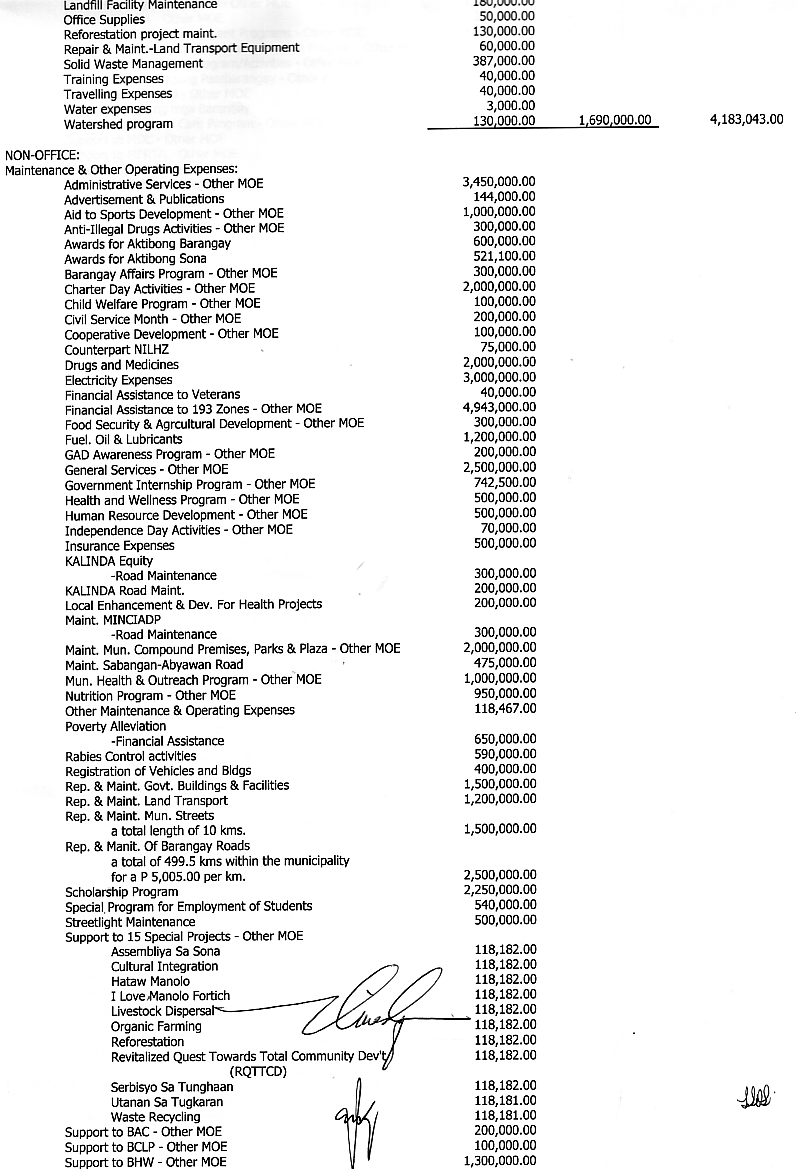 Landfill Facility Maintenance 180,000.00
Office Supplies 50,000.00
Reforestation project maint. 130,000.00
Repair & Maint.-Land Transport Equipment 60,000.00
Solid Waste Management 387,000.00
Training Expenses 40,000.00
Travelling Expenses 40,000.00
Water expenses 3,000.00
Watershed program 130,000.00 1,690,000.00 4,183,043.00
NON-OFFICE:
Maintenance & Other Operating Expenses:
Administrative Services - Other MOE 3,450,000.00
Advertisement & Publications 144,000.00
Aid to Sports Development - Other MOE 1,000,000.00
Anti-Illegal Drugs Activities - Other MOE 300,000.00
Awards for Aktibong Barangay 600,000.00
Awards for Aktibong Sona 521,100.00
Barangay Affairs Program - Other MOE 300,000.00
Charter Day Activities - Other MOE 2,000,000.00
Child Welfare Program - Other MOE 100,000.00
Civil Service Month - Other MOE 200,000.00
Cooperative Development - Other MOE 100,000.00
Counterpart NILHZ 75,000.00
Drugs and Medicines 2,000,000.00
Electricity Expenses 3,000,000.00
Financial Assistance to Veterans 40,000.00
Financial Assistance to 193 Zones - Other MOE 4,943,000.00
Food Security & Agrcultural Development - Other MOE 300,000.00
Fuel. Oil & Lubricants 1,200,000.00
GAD Awareness Program - Other MOE 200,000.00
General Services - Other MOE 2,500,000.00
Government Internship Program - Other MOE 742,500.00
Health and Wellness Program - Other MOE 500,000.00
Human Resource Development - Other MOE 500,000.00
Independence Day Activities - Other MOE 70,000.00
Insurance Expenses 500,000.00
KALINDA Equity
-Road Maintenance 300,000.00
KALINDA Road Maint. 200,000.00
Local Enhancement & Dev. For Health Projects 200,000.00
Maint. MINCIADP
-Road Maintenance 300,000.00
Maint. Mun. Compound Premises, Parks & Plaza - Other MOE 2,000,000.00
Maint. Sabangan-Abyawan Road 475,000.00
Mun. Health & Outreach Program - Other MOE 1,000,000.00
Nutrition Program - Other MOE 950,000.00
Other Maintenance & Operating Expenses 118,467.00
Poverty Alleviation
-Financial Assistance 650,000.00
Rabies Control activities 590,000.00
Registration of Vehicles and Bldgs 400,000.00
Rep. & Maint. Govt. Buildings & Facilities 1,500,000.00
Rep. & Maint. Land Transport 1,200,000.00
Rep. & Maint. Mun. Streets
a total length of 10 kms. 1,500,000.00
Rep. & Manit. Of Barangay Roads
a total of 499.5 kms within the municipality
for a P 5,005.00 per km. 2,500,000.00
Scholarship Program 2,250,000.00
Special Program for Employment of Students 540,000.00
Streetlight Maintenance 500,000.00
Support to 15 Special Projects - Other MOE
Assembliya Sa Sona 118,182.00
Cultural Integration 118,182.00
Hataw Manolo 118,182.00
I Love Manolo Fortich 118,182.00
Livestock Dispersal 118,182.00
Organic Farming 118,182.00
Reforestation 118,182.00
Revitalized Quest Towards Total Community Dev't 118,182.00
(RQTTCD)
Serbisyo Sa Tunghaan 118,182.00
Utanan Sa Tugkaran 118,181.00
Waste Recycling 118,181.00
Support to BAC - Other MOE 200,000.00
Support to BCLP - Other MOE 100,000.00
Support to BHW - Other MOE 1,300,000.00